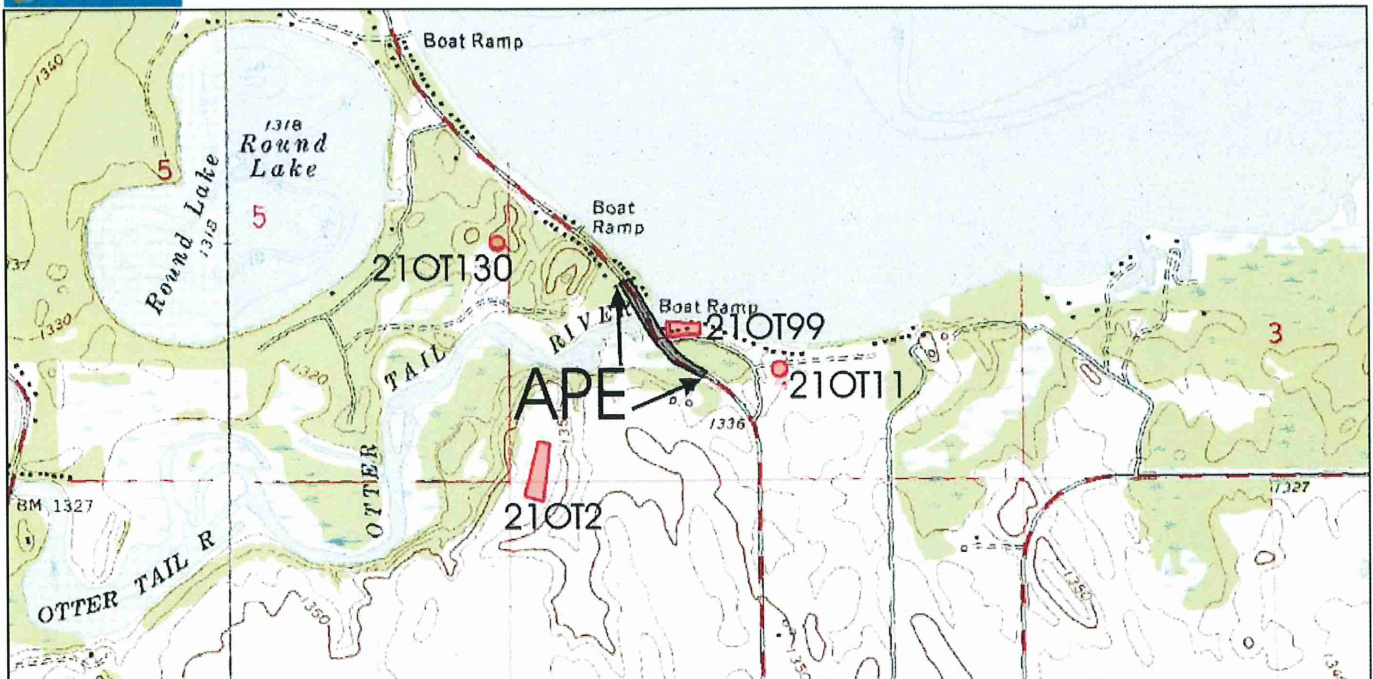 Boat Ramp
1340
1318
Round
Lake
5
5
Round Lake
1318
Boat
Ramp
21OT130
Boat Ramp
21OT99
RIVER
TAIL
OTTER
1330
1320
3
APE
21OT11
1336
21OT2
BM 1327
1327
OTTER TAIL R
1350
1350